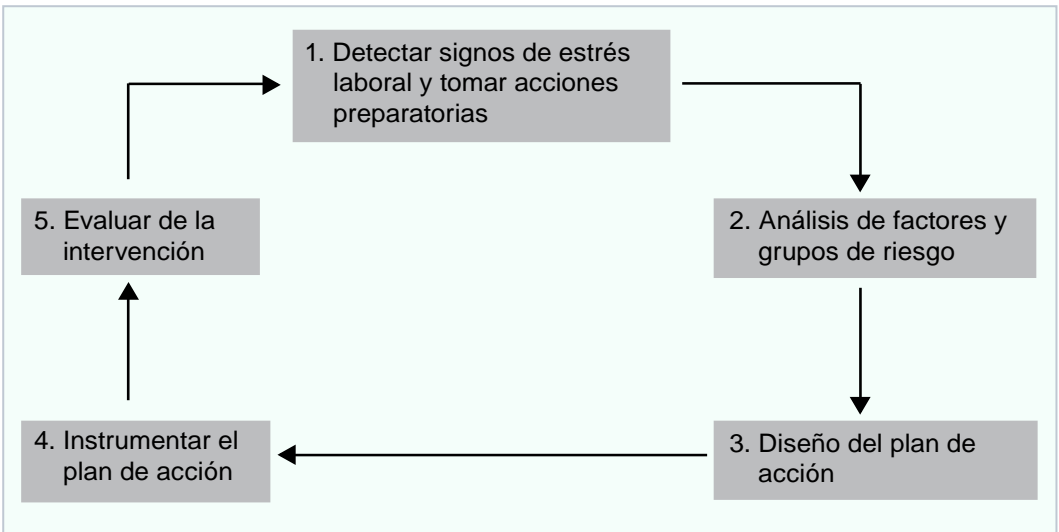 1. Detectar signos de estrés
laboral y tomar acciones
preparatorias
2. Análisis de factores y
grupos de riesgo
3. Diseño del plan de
acción
4. Instrumentar el
plan de acción
5. Evaluar de la
intervención